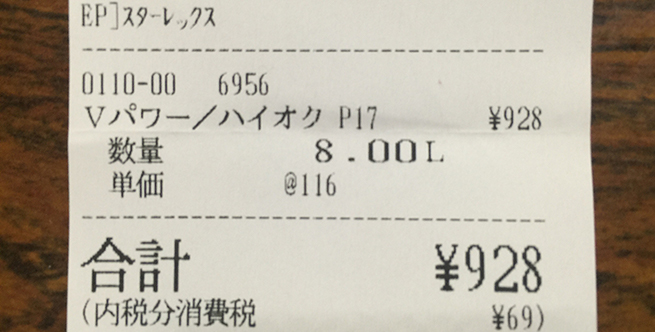 EP]スターレックス
0110-00 6956
Vパワー／ハイオク P17 ¥928
数量 8.00L
単価 @116
合計 ¥928
(内税分消費税 ¥69)